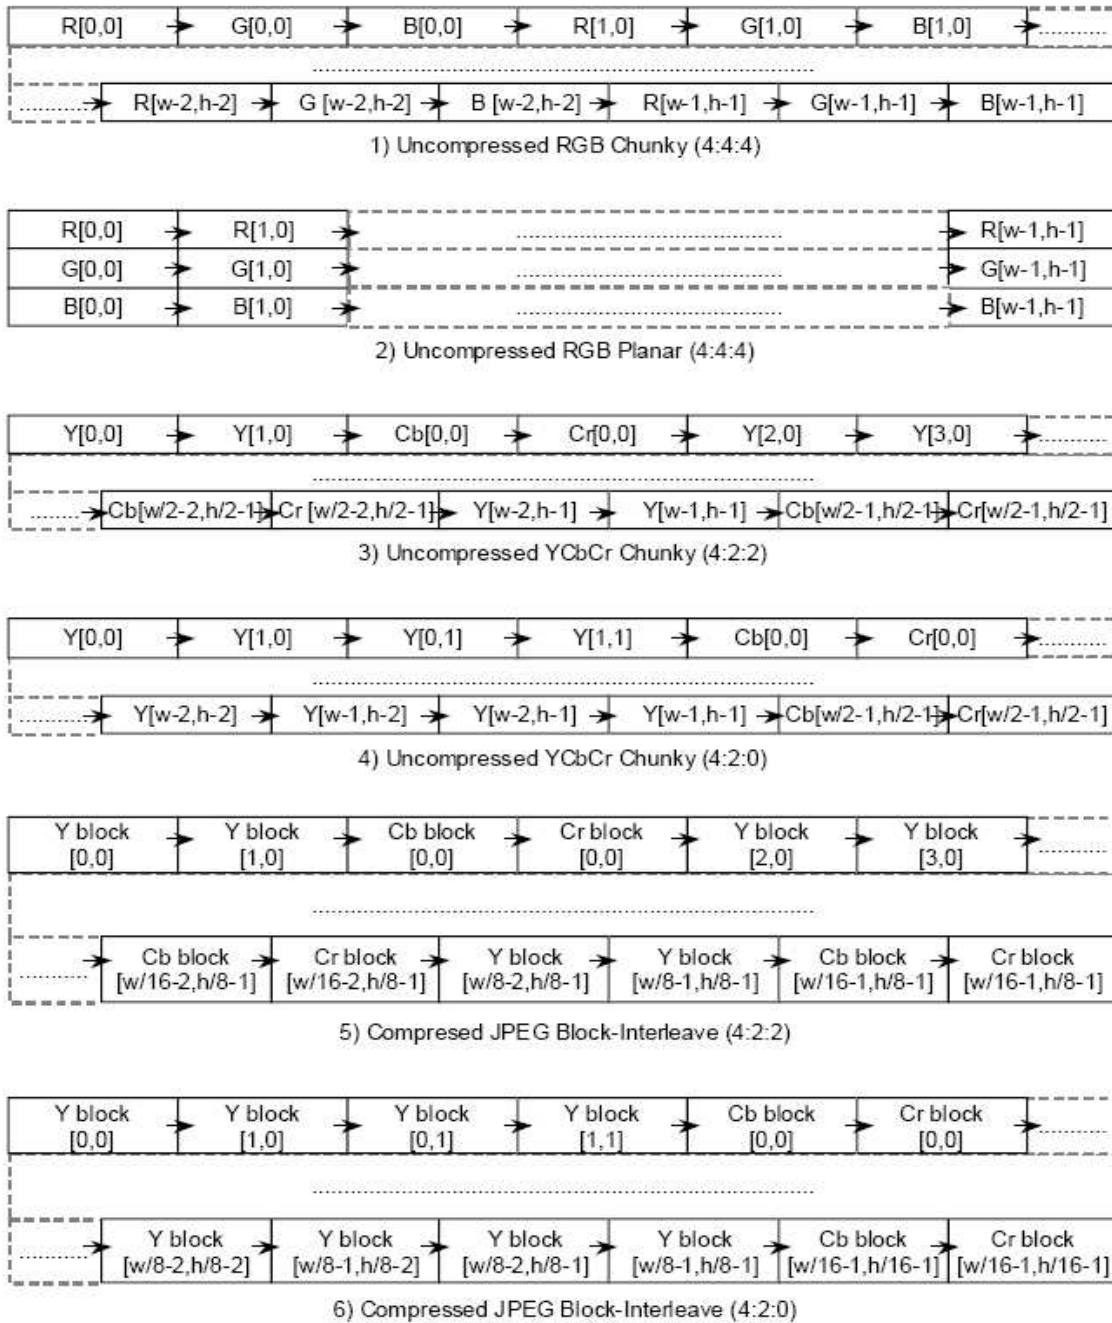 R[0,0] G[0,0] B[0,0] R[1,0] G[1,0] B[1,0] ...........
......................................................................
.......... R[w-2,h-2] G [w-2,h-2] B [w-2,h-2] R[w-1,h-1] G[w-1,h-1] B[w-1,h-1]
1) Uncompressed RGB Chunky (4:4:4)
R[0,0] R[1,0] ..................................... R[w-1,h-1]
G[0,0] G[1,0] ..................................... G[w-1,h-1]
B[0,0] B[1,0] ..................................... B[w-1,h-1]
2) Uncompressed RGB Planar (4:4:4)
Y[0,0] Y[1,0] Cb[0,0] Cr[0,0] Y[2,0] Y[3,0] ...........
......................................................................
........ Cb[w/2-2,h/2-1] Cr [w/2-2,h/2-1] Y[w-2,h-1] Y[w-1,h-1] Cb[w/2-1,h/2-1] Cr[w/2-1,h/2-1]
3) Uncompressed YCbCr Chunky (4:2:2)
Y[0,0] Y[1,0] Y[0,1] Y[1,1] Cb[0,0] Cr[0,0] ...........
......................................................................
.......... Y[w-2,h-2] Y[w-1,h-2] Y[w-2,h-1] Y[w-1,h-1] Cb[w/2-1,h/2-1] Cr[w/2-1,h/2-1]
4) Uncompressed YCbCr Chunky (4:2:0)
Y block Y block Cb block Cr block Y block Y block
[0,0] [1,0] [0,0] [0,0] [2,0] [3,0] ...........
......................................................................
Cb block Cr block Y block Y block Cb block Cr block
.......... [w/16-2,h/8-1] [w/16-2,h/8-1] [w/8-2,h/8-1] [w/8-1,h/8-1] [w/16-1,h/8-1] [w/16-1,h/8-1]
5) Compresed JPEG Block-Interleave (4:2:2)
Y block Y block Y block Y block Cb block Cr block
[0,0] [1,0] [0,1] [1,1] [0,0] [0,0] ...........
......................................................................
Y block Y block Y block Y block Cb block Cr block
.......... [w/8-2,h/8-2] [w/8-1,h/8-2] [w/8-2,h/8-1] [w/8-1,h/8-1] [w/16-1,h/16-1] [w/16-1,h/16-1]
6) Compressed JPEG Block-Interleave (4:2:0)